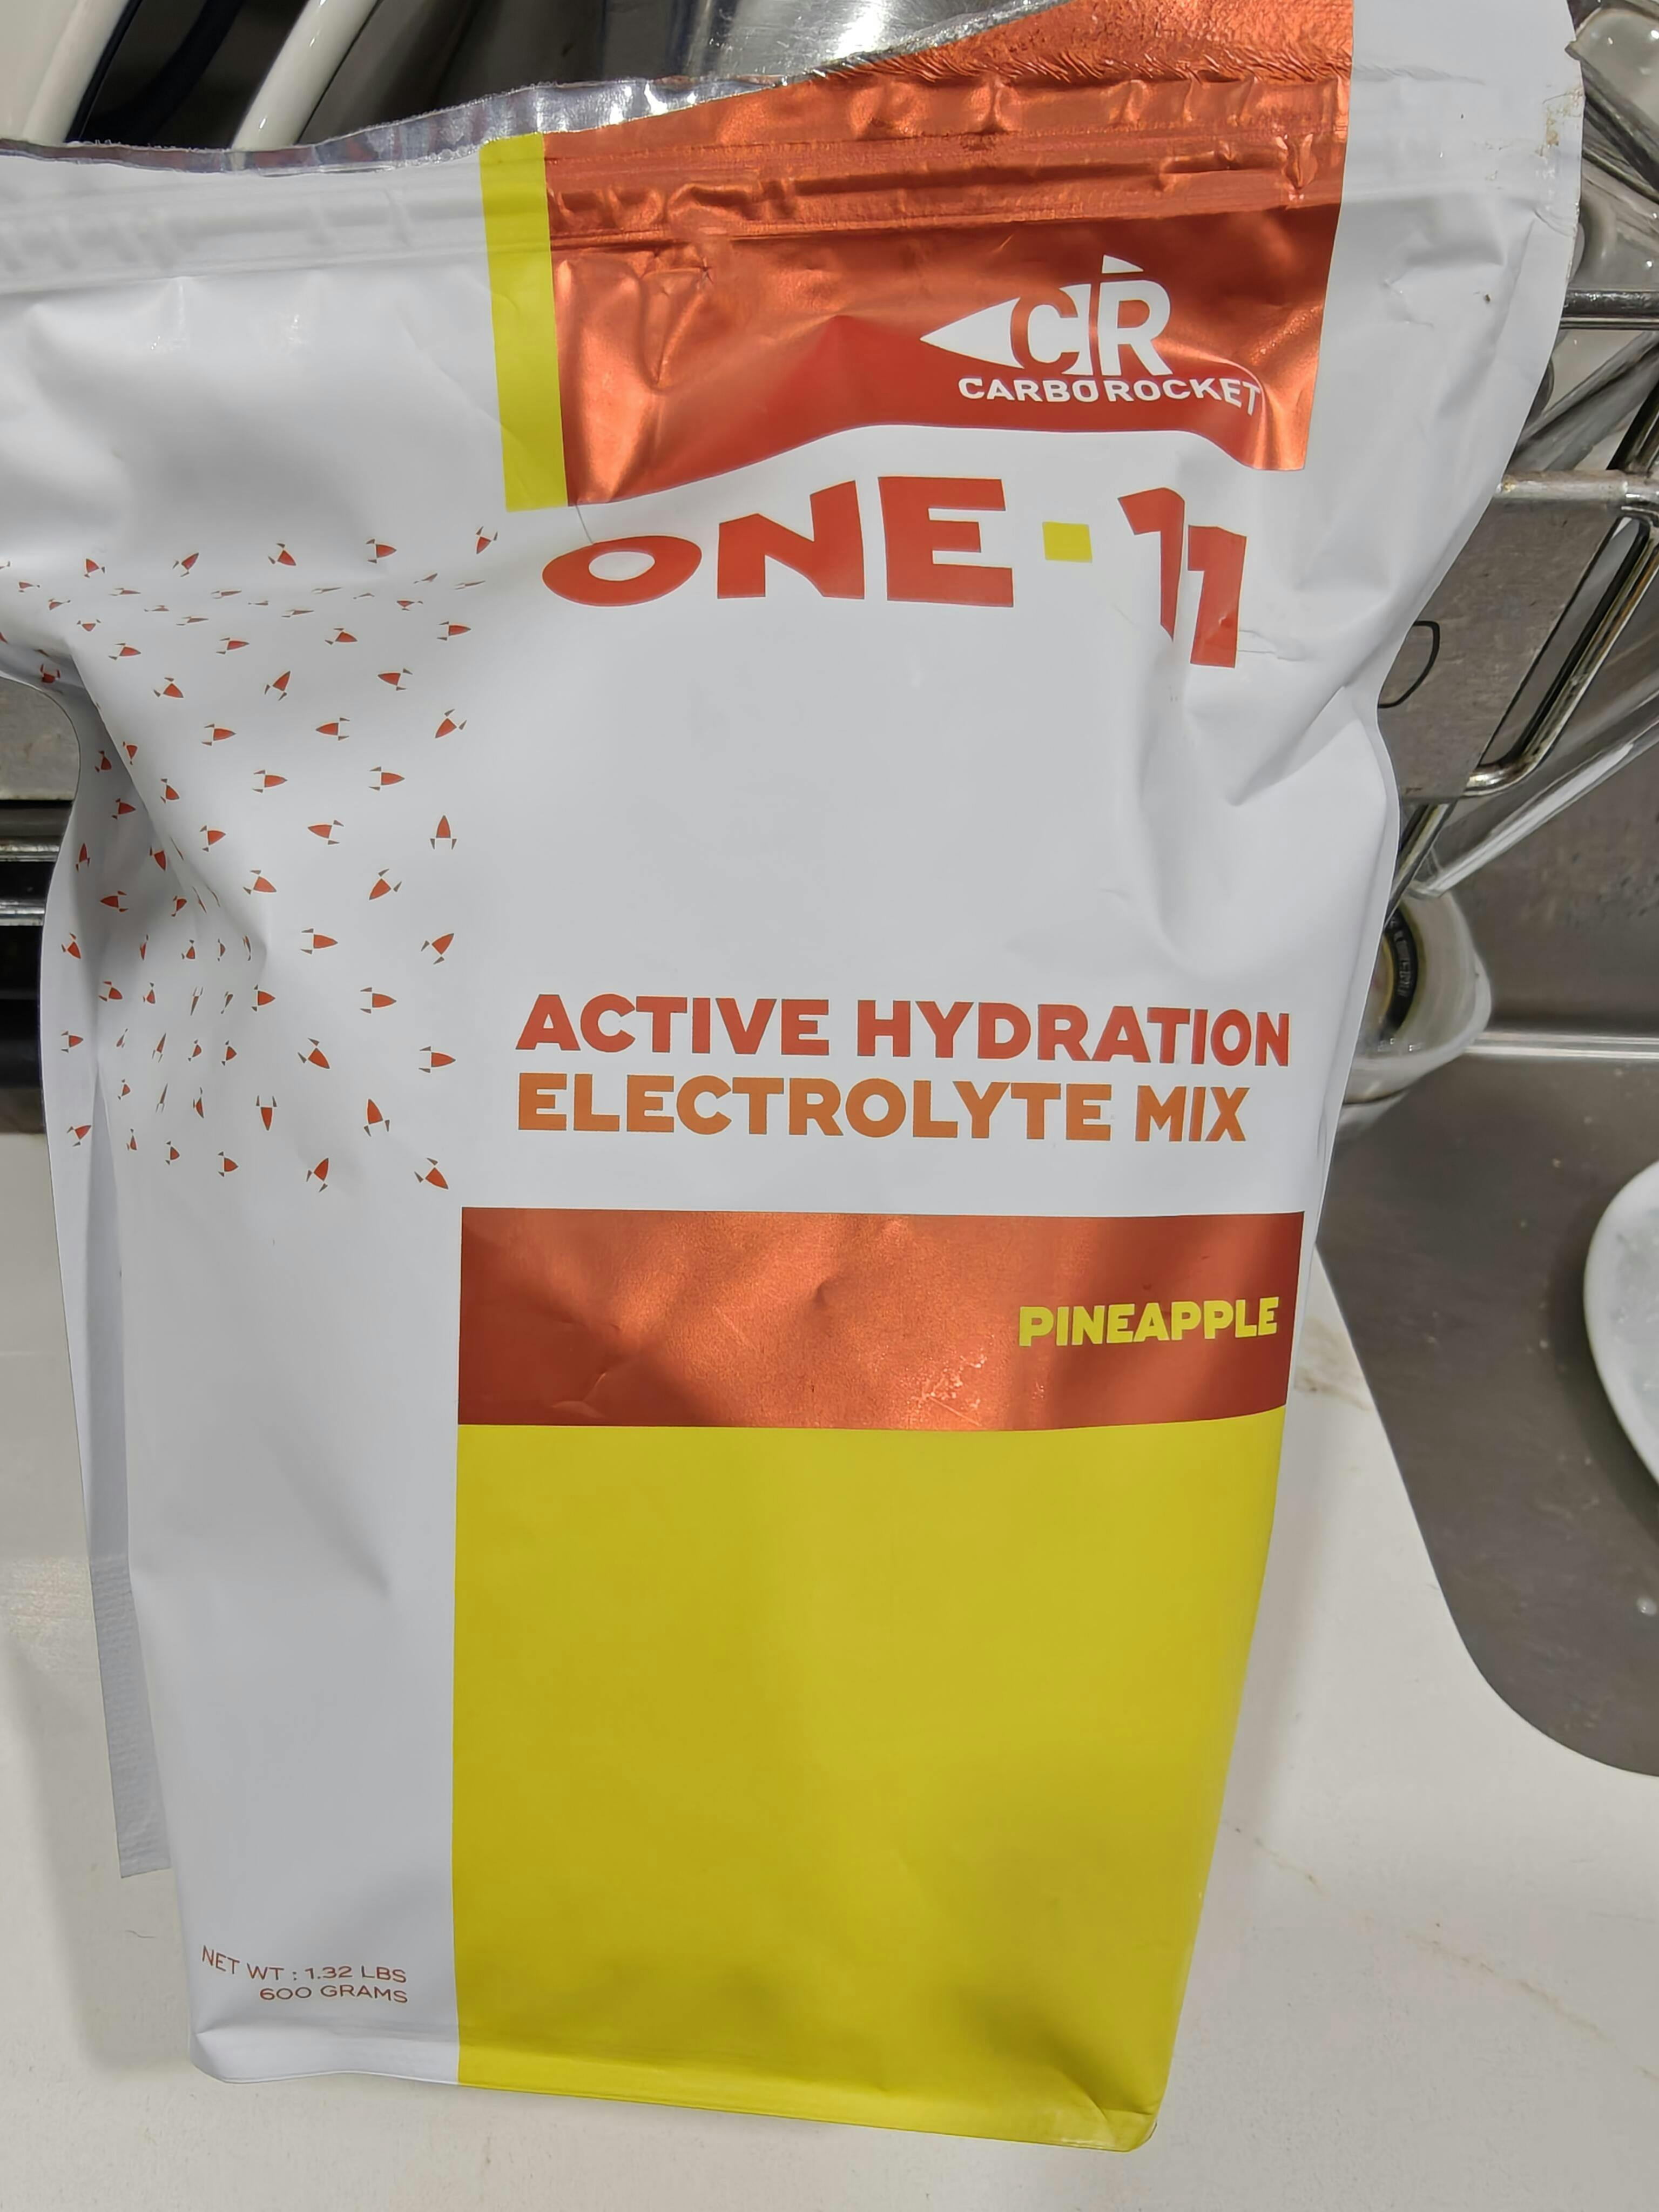 CR
CARBOROCKET
ONE · 11
ACTIVE HYDRATION
ELECTROLYTE MIX
PINEAPPLE
NET WT : 1.32 LBS
600 GRAMS